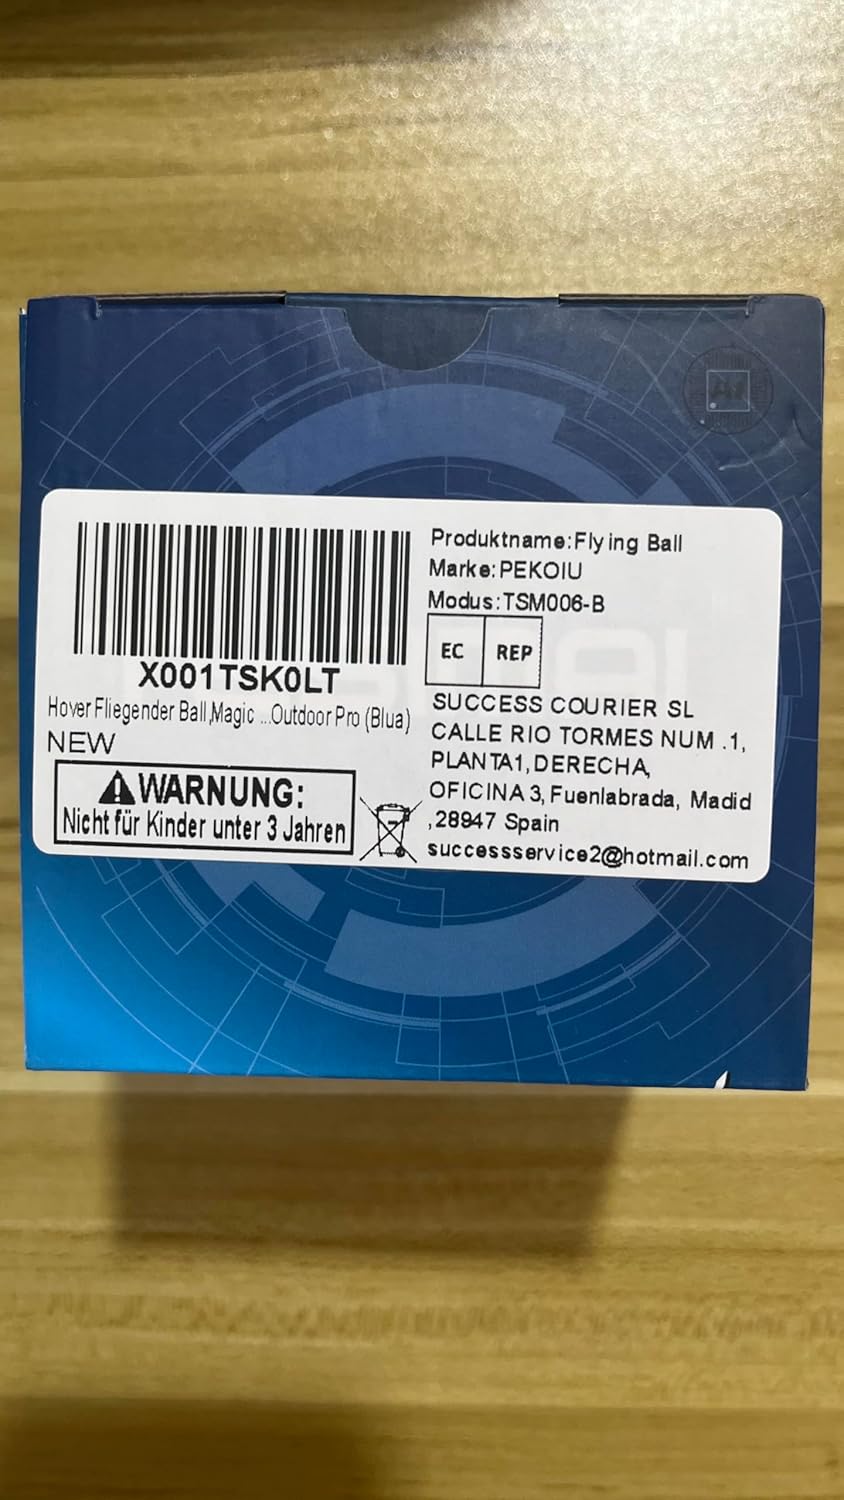 X001TSK0LT
Hover Fliegender Ball,Magic ...Outdoor Pro (Blua)
NEW
WARNUNG:
Nicht für Kinder unter 3 Jahren
Produktname:Flying Ball
Marke:PEKOIU
Modus:TSM006-B
EC REP
SUCCESS COURIER SL
CALLE RIO TORMES NUM .1,
PLANTA1,DERECHA,
OFICINA 3, Fuenlabrada, Madid
,28947 Spain
successservice2@hotmail.com